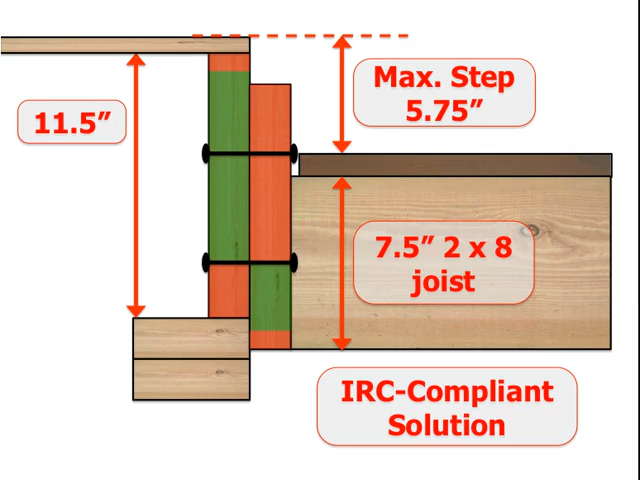 11.5”
Max. Step
5.75”
7.5” 2 x 8
joist
IRC-Compliant
Solution